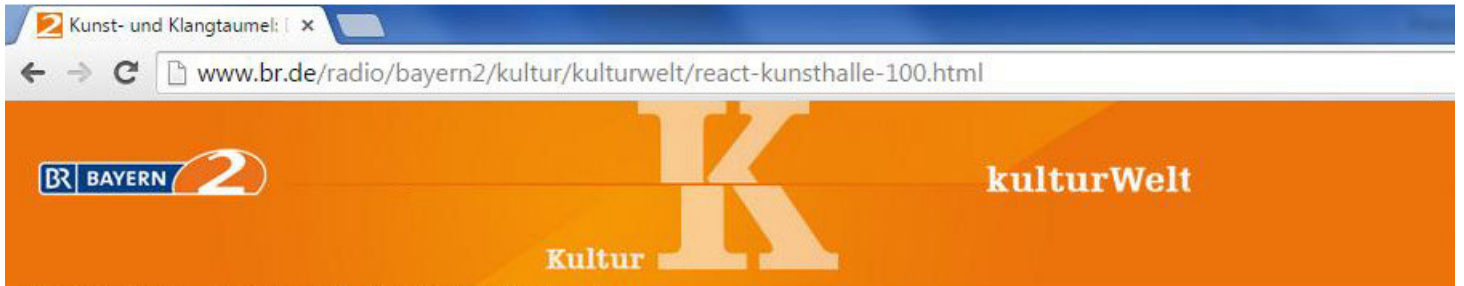 2 Kunst- und Klangtaumel:
www.br.de/radio/bayern2/kultur/kulturwelt/react-kunsthalle-100.html
BR BAYERN 2
K
kulturWelt
Kultur